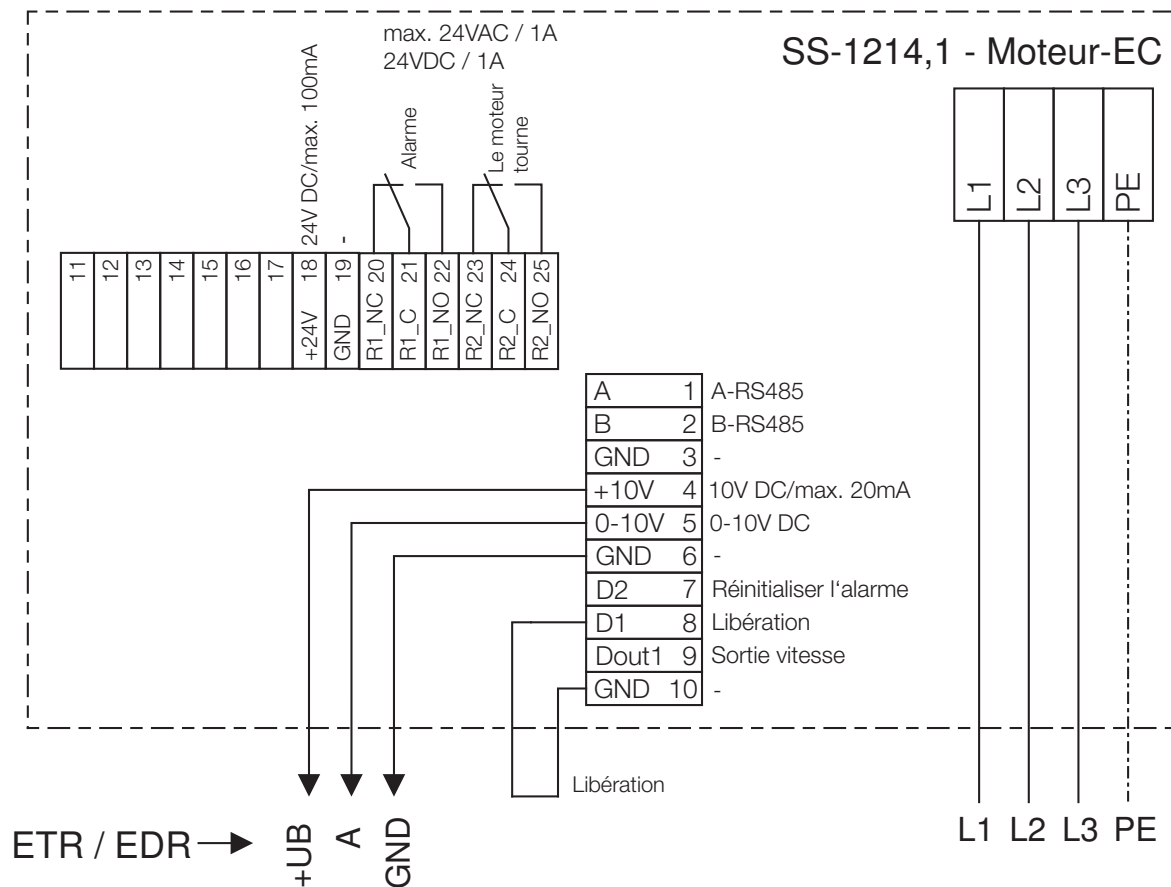 max. 24VAC / 1A
24VDC / 1A
SS-1214,1 - Moteur-EC
24V DC/max. 100mA
-
Alarme
Le moteur
tourne
L1
L2
L3
PE
11
12
13
14
15
16
17
+24V 18
GND 19
R1_NC 20
R1_C 21
R1_NO 22
R2_NC 23
R2_C 24
R2_NO 25
A 1 A-RS485
B 2 B-RS485
GND 3 -
+10V 4 10V DC/max. 20mA
0-10V 5 0-10V DC
GND 6 -
D2 7 Réinitialiser l‘alarme
D1 8 Libération
Dout1 9 Sortie vitesse
GND 10 -
Libération
ETR / EDR
+UB
A
GND
L1 L2 L3 PE